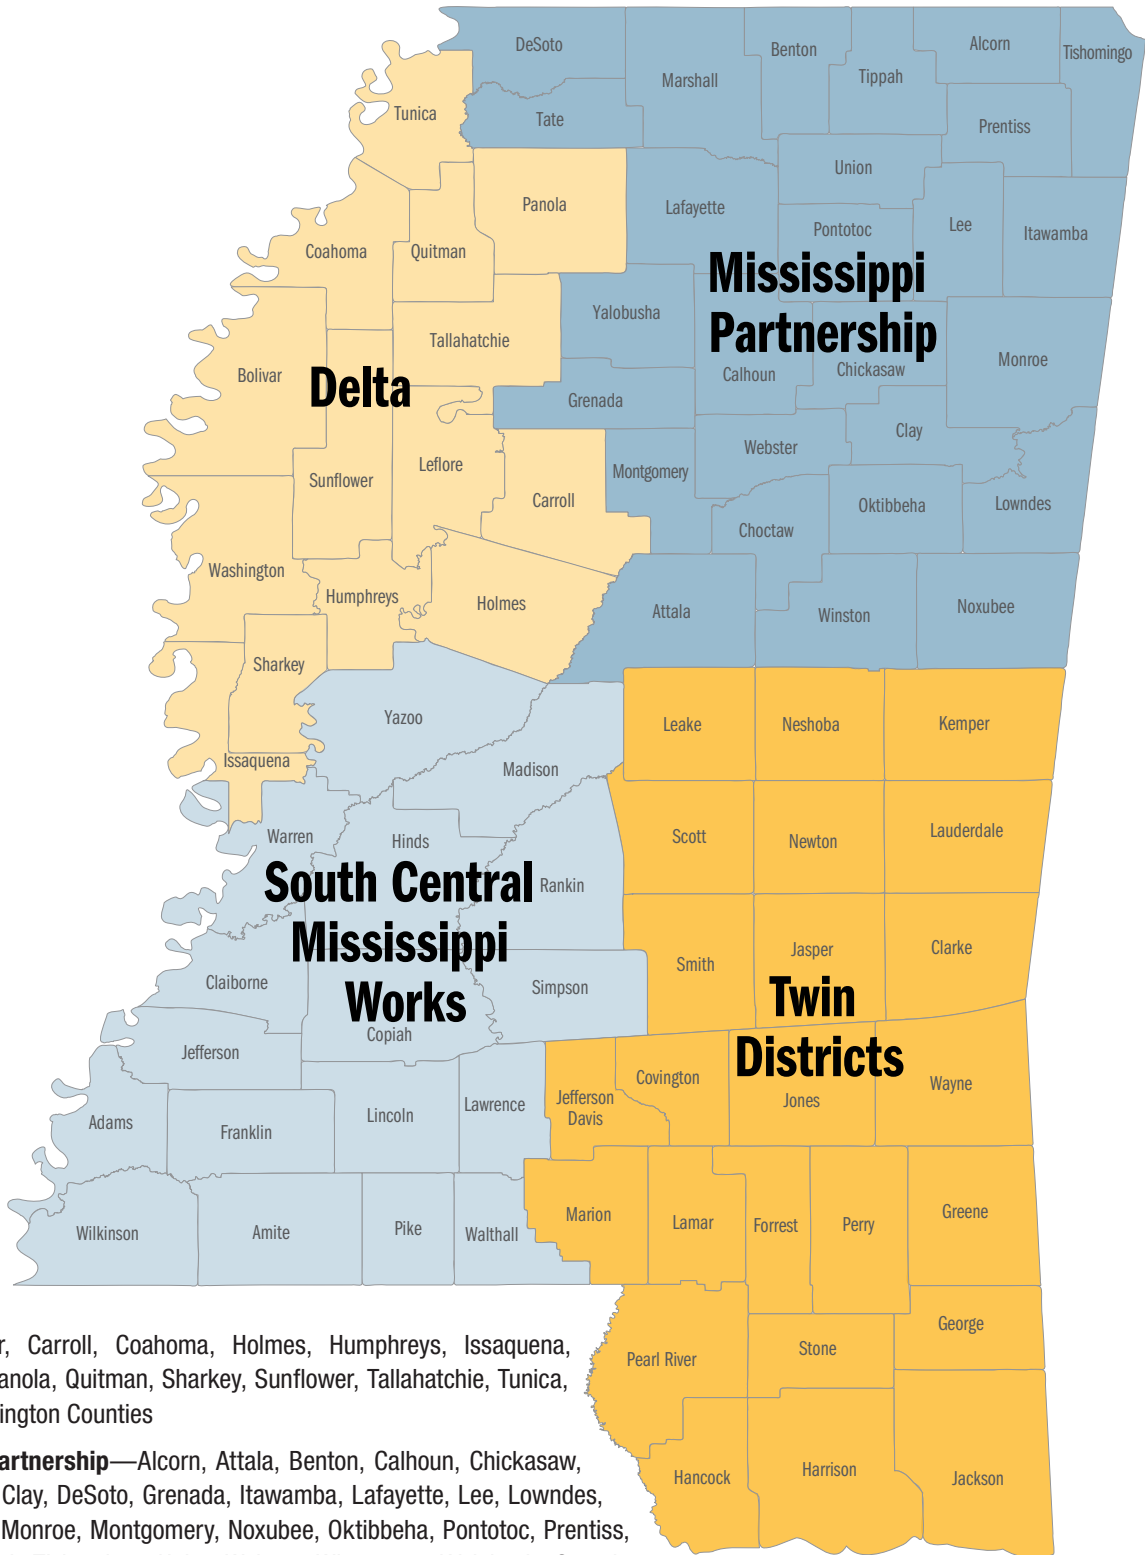 DeSoto
Marshall
Benton
Tippah
Alcorn
Tishomingo
Tunica
Tate
Prentiss
Union
Panola
Lafayette
Pontotoc
Lee
Itawamba
Coahoma
Quitman
Mississippi
Partnership
Yalobusha
Tallahatchie
Bolivar
Delta
Calhoun
Chickasaw
Monroe
Grenada
Clay
Webster
Leflore
Sunflower
Montgomery
Carroll
Oktibbeha
Lowndes
Choctaw
Washington
Humphreys
Holmes
Attala
Winston
Noxubee
Sharkey
Yazoo
Leake
Neshoba
Kemper
Issaquena
Madison
Warren
Hinds
Scott
Newton
Lauderdale
South Central
Mississippi
Works
Rankin
Claiborne
Simpson
Smith
Jasper
Clarke
Twin
Districts
Copiah
Jefferson
Covington
Jones
Wayne
Jefferson
Davis
Lawrence
Lincoln
Adams
Franklin
Wilkinson
Amite
Pike
Walthall
Marion
Lamar
Forrest
Perry
Greene
George
Stone
Pearl River
Hancock
Harrison
Jackson
r, Carroll, Coahoma, Holmes, Humphreys, Issaquena,
anola, Quitman, Sharkey, Sunflower, Tallahatchie, Tunica,
ington Counties
artnership—Alcorn, Attala, Benton, Calhoun, Chickasaw,
Clay, DeSoto, Grenada, Itawamba, Lafayette, Lee, Lowndes,
Monroe, Montgomery, Noxubee, Oktibbeha, Pontotoc, Prentiss,